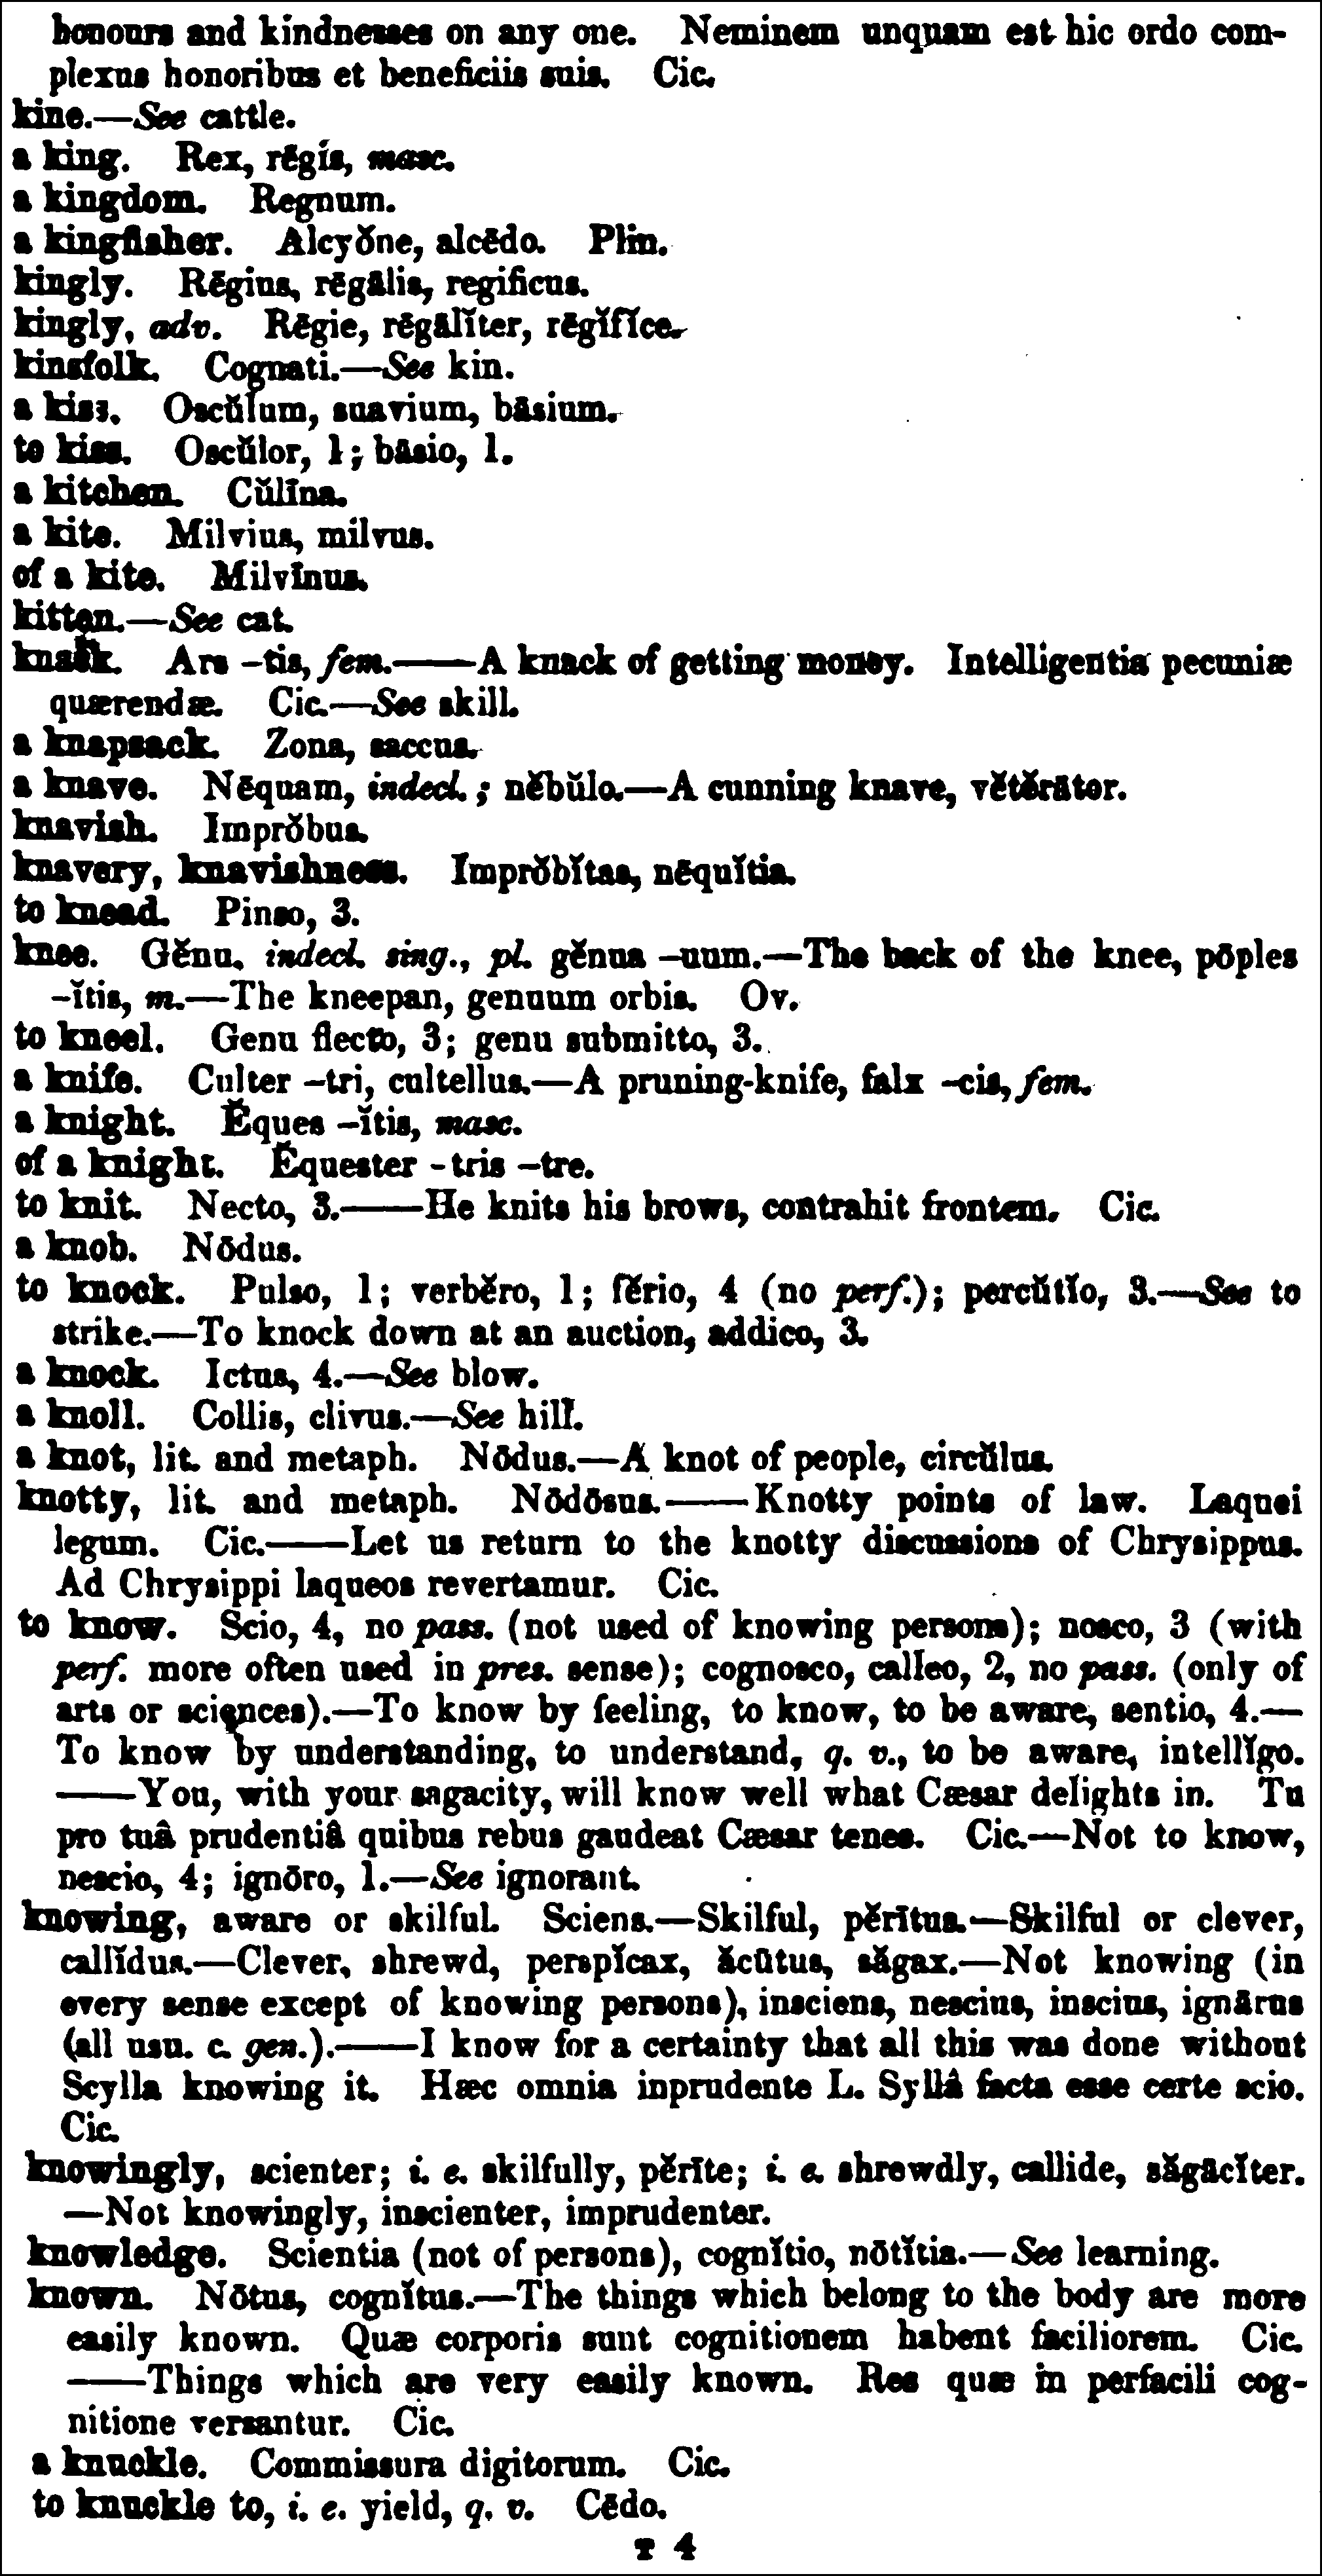 honours and kindnesses on any one. Neminem unquam est hic ordo com-
plexus honoribus et beneficiis suis. Cic.
kine.—See cattle.
a king. Rex, rēgís, masc.
a kingdom. Regnum.
a kingfisher. Alcyŏne, alcēdo. Plin.
kingly. Rēgius, rēgālis, regificus.
kingly, adv. Rēgie, rēgālĭter, rēgĭfĭce.
kinsfolk. Cognati.—See kin.
a kiss. Oscŭlum, suavium, bāsium.
to kiss. Oscŭlor, 1; bāsio, 1.
a kitchen. Cŭlīna.
a kite. Milvius, milvus.
of a kite. Milvīnus.
kitten.—See cat.
knack. Ars –tis, fem.——A knack of getting money. Intelligentia pecuniæ
quærendæ. Cic.—See skill.
a knapsack. Zona, saccus.
a knave. Nēquam, indecl.; nĕbŭlo.—A cunning knave, vĕtĕrātor.
knavish. Imprŏbus.
knavery, knavishness. Imprŏbĭtas, nēquĭtia.
to knead. Pinso, 3.
knee. Gĕnu, indecl. sing., pl. gĕnua –uum.—The back of the knee, pōples
–ĭtis, m.—The kneepan, genuum orbis. Ov.
to kneel. Genu flecto, 3; genu submitto, 3.
a knife. Culter –tri, cultellus.—A pruning-knife, falx –cis, fem.
a knight. Ĕques –ĭtis, masc.
of a knight. Ĕquester –tris –tre.
to knit. Necto, 3.——He knits his brows, contrahit frontem. Cic.
a knob. Nōdus.
to knock. Pulso, 1; verbĕro, 1; fĕrio, 4 (no perf.); percŭtĭo, 3.—See to
strike.—To knock down at an auction, addico, 3.
a knock. Ictus, 4.—See blow.
a knoll. Collis, clivus.—See hill.
a knot, lit. and metaph. Nōdus.—A knot of people, circŭlus.
knotty, lit. and metaph. Nōdōsus.——Knotty points of law. Laquei
legum. Cic.——Let us return to the knotty discussions of Chrysippus.
Ad Chrysippi laqueos revertamur. Cic.
to know. Scio, 4, no pass. (not used of knowing persons); nosco, 3 (with
perf. more often used in pres. sense); cognosco, calleo, 2, no pass. (only of
arts or sciences).—To know by feeling, to know, to be aware, sentio, 4.—
To know by understanding, to understand, q. v., to be aware, intellĭgo.
——You, with your sagacity, will know well what Cæsar delights in. Tu
pro tuâ prudentiâ quibus rebus gaudeat Cæsar tenes. Cic.—Not to know,
nescio, 4; ignōro, 1.—See ignorant.
knowing, aware or skilful. Sciens.—Skilful, pĕrītus.—Skilful or clever,
callĭdus.—Clever, shrewd, perspĭcax, ăcūtus, săgax.—Not knowing (in
every sense except of knowing persons), insciens, nescius, inscius, ignārus
(all usu. c. gen.).——I know for a certainty that all this was done without
Scylla knowing it. Hæc omnia inprudente L. Syllâ facta esse certe scio.
Cic.
knowingly, scienter; i. e. skilfully, pĕrīte; i. e. shrewdly, callide, săgācĭter.
—Not knowingly, inscienter, imprudenter.
knowledge. Scientia (not of persons), cognĭtio, nōtĭtia.—See learning.
known. Nōtus, cognĭtus.—The things which belong to the body are more
easily known. Quæ corporis sunt cognitionem habent faciliorem. Cic.
——Things which are very easily known. Res quæ in perfacili cog-
nitione versantur. Cic.
a knuckle. Commissura digitorum. Cic.
to knuckle to, i. e. yield, q. v. Cēdo.
T 4